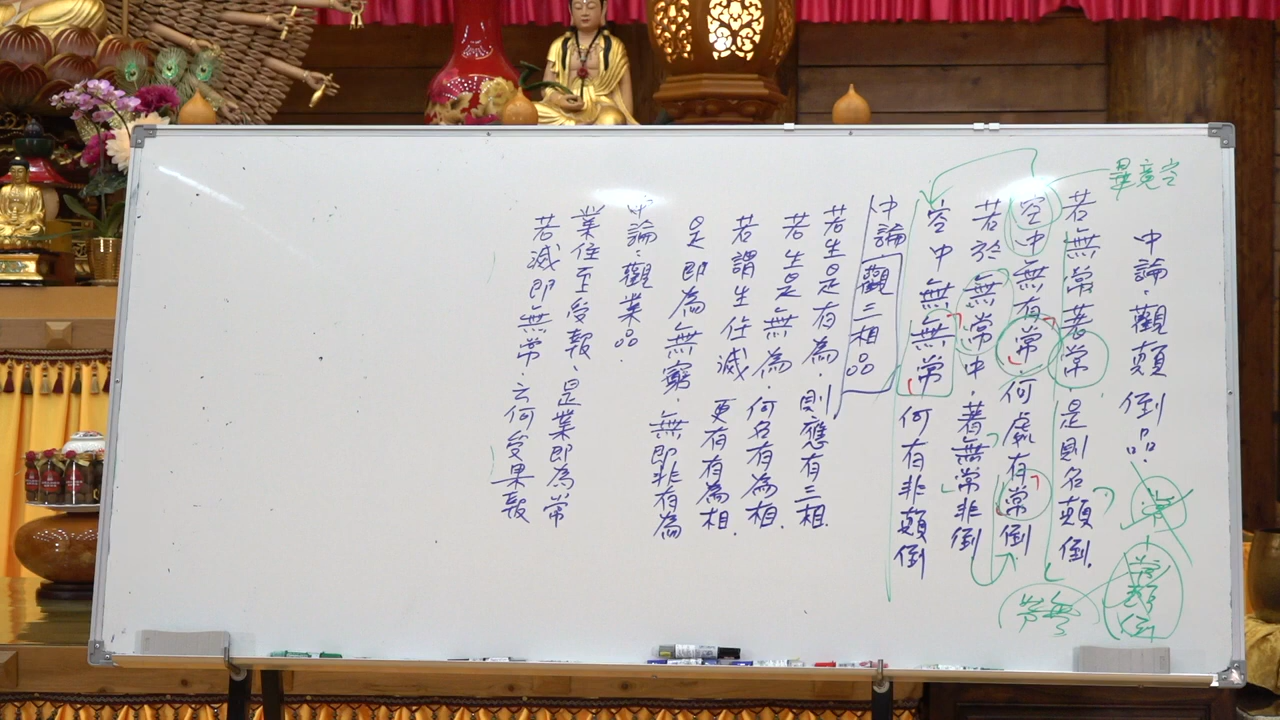 中論·觀顛倒品:
若無常著常,是則名顛倒.
空中無有常,何處有常倒
若於無常中,著無常非倒
空中無無常何有非顛倒
中論觀三相品
若生是有為,則應有三相.
若生是無為,何名有為相.
若謂生住滅 更有有為相.
是即為無窮,無即非有為
中論:觀業品.
業住至受報、是業即為常
若滅即無常、云何受果報
畢竟空
常
常顛倒